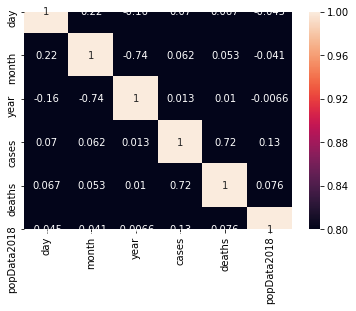 day 1 0.22 -0.16 0.07 0.067 -0.045
month 0.22 1 -0.74 0.062 0.053 -0.041
year -0.16 -0.74 1 0.013 0.01 -0.0066
cases 0.07 0.062 0.013 1 0.72 0.13
deaths 0.067 0.053 0.01 0.72 1 0.076
popData2018 -0.045 -0.041 -0.0066 0.13 0.076 1
day month year cases deaths popData2018
1.00
0.96
0.92
0.88
0.84
0.80